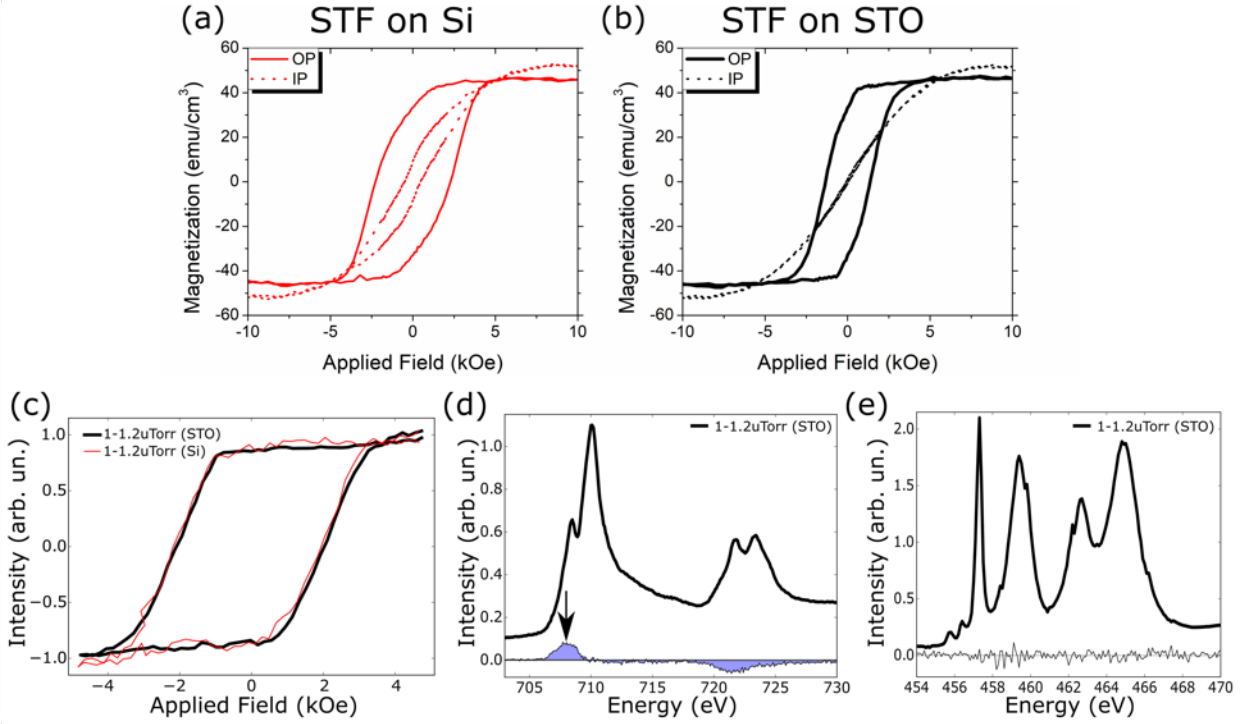 (a) STF on Si
(b) STF on STO
60
40
20
0
-20
-40
-60
-10
-5
0
5
10
OP
IP
Magnetization (emu/cm³)
Applied Field (kOe)
60
40
20
0
-20
-40
-60
-10
-5
0
5
10
OP
IP
Magnetization (emu/cm³)
Applied Field (kOe)
(c)
1-1.2uTorr (STO)
1-1.2uTorr (Si)
1.0
0.5
0.0
−0.5
−1.0
−4
−2
0
2
4
Intensity (arb. un.)
Applied Field (kOe)
(d)
1-1.2uTorr (STO)
1.0
0.8
0.6
0.4
0.2
0.0
705
710
715
720
725
730
Intensity (arb. un.)
Energy (eV)
(e)
1-1.2uTorr (STO)
2.0
1.5
1.0
0.5
0.0
454
456
458
460
462
464
466
468
470
Intensity (arb. un.)
Energy (eV)